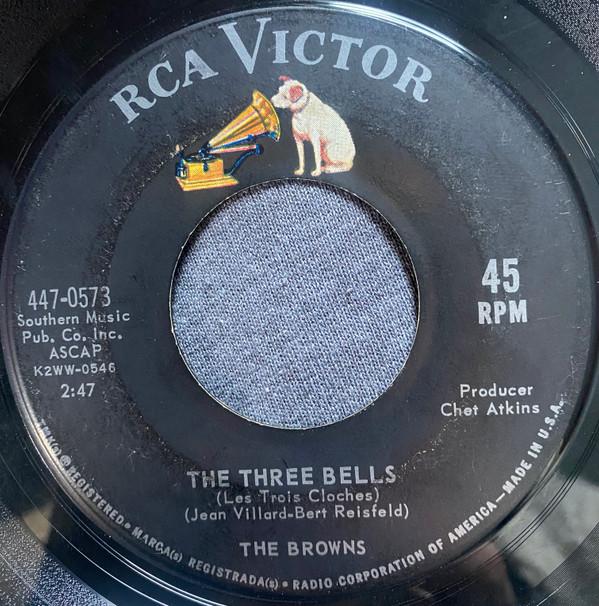 RCA VICTOR
447-0573
Southern Music
Pub. Co. Inc.
ASCAP
K2WW-0546
2:47
45
RPM
Producer
Chet Atkins
THE THREE BELLS
(Les Trois Cloches)
(Jean Villard-Bert Reisfeld)
THE BROWNS
TMK(s) ® REGISTERED • MARCA(s) REGISTRADA(s) • RADIO CORPORATION OF AMERICA—MADE IN U.S.A.